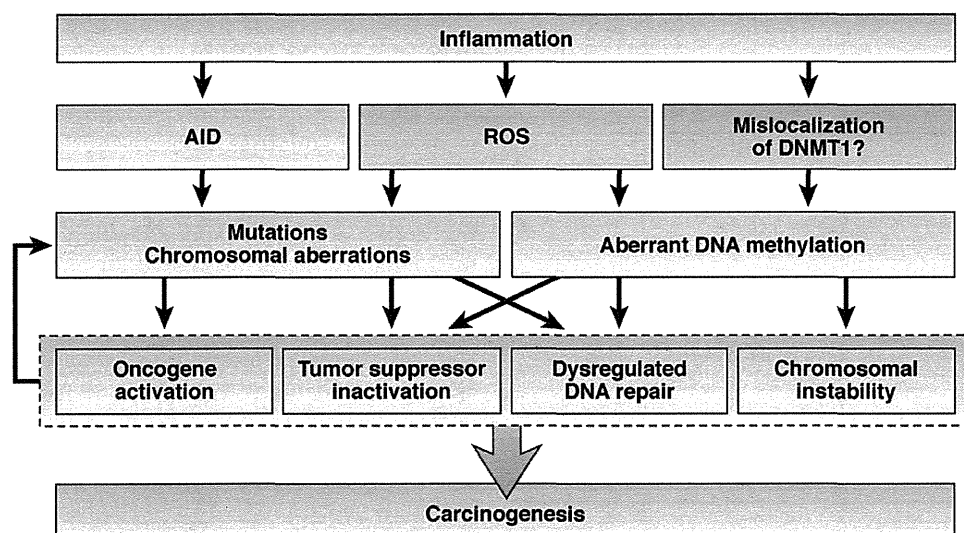 Inflammation
AID
ROS
Mislocalization
of DNMT1?
Mutations
Chromosomal aberrations
Aberrant DNA methylation
Oncogene
activation
Tumor suppressor
inactivation
Dysregulated
DNA repair
Chromosomal
instability
Carcinogenesis